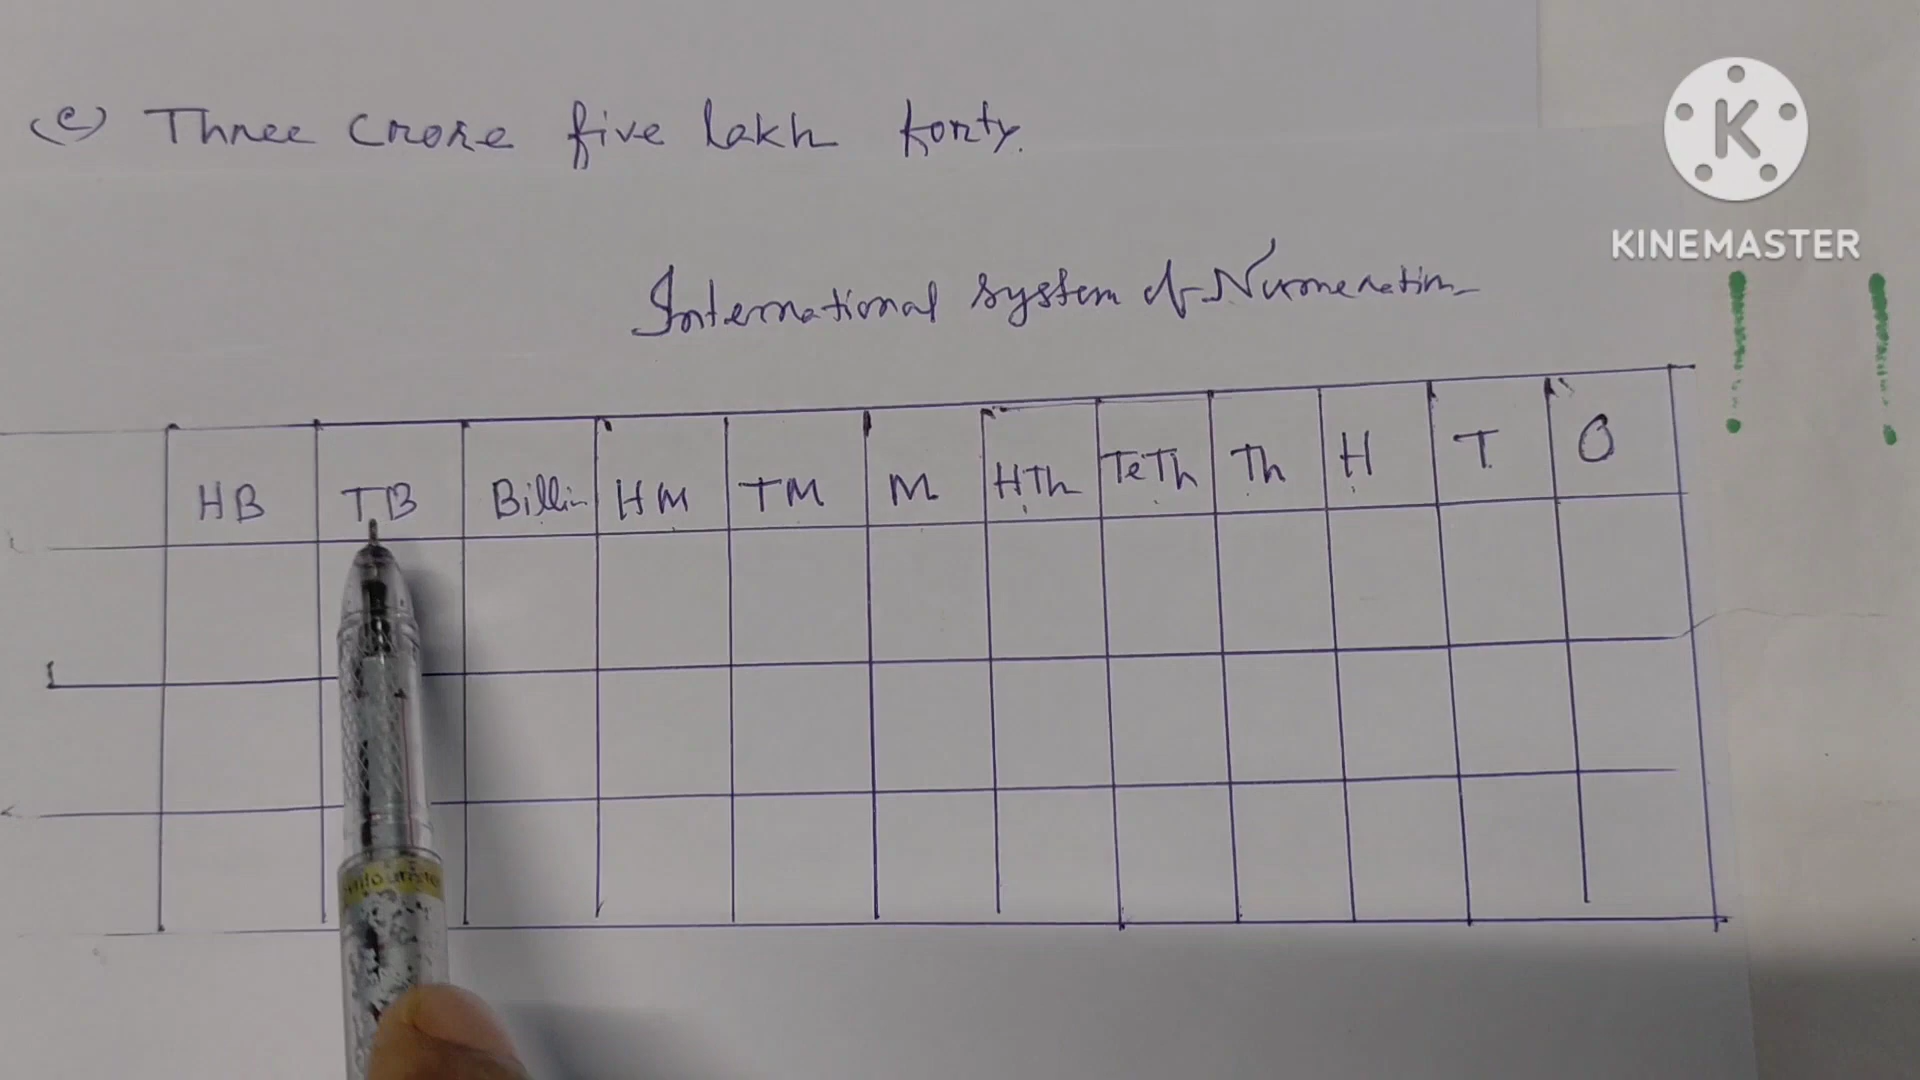 (c) Three crore five lakh forty.
K
KINEMASTER
International system of Numeration
HB TB Billion HM TM M HTh TeTh Th H T O